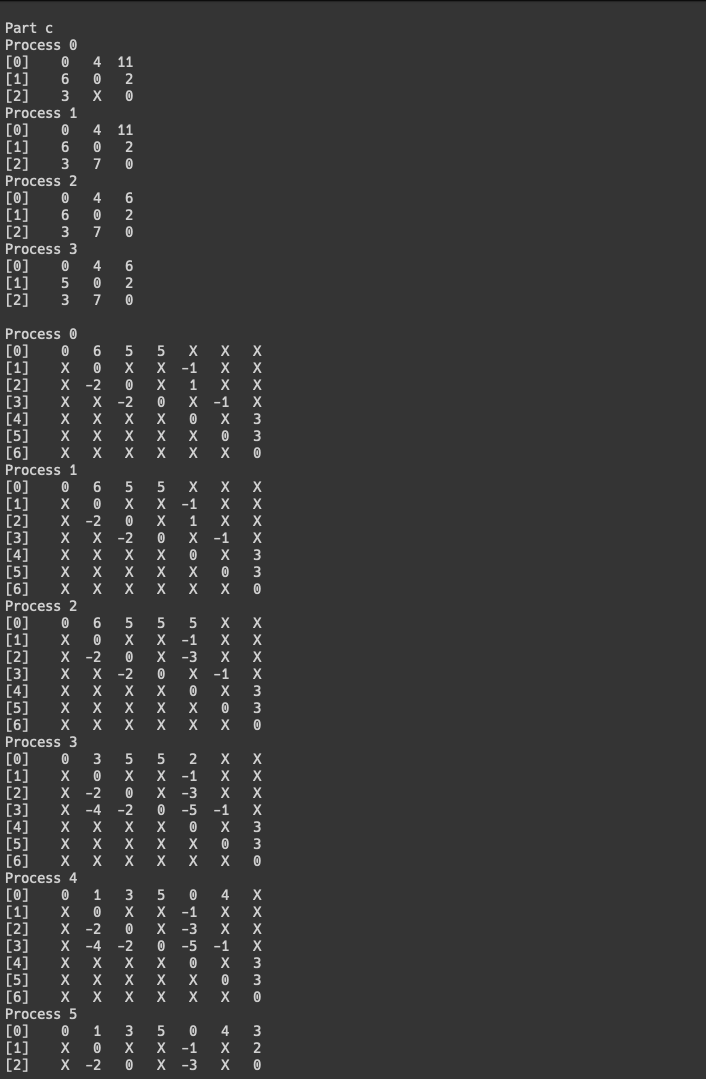 Part c
Process 0
[0]    0   4  11
[1]    6   0   2
[2]    3   X   0
Process 1
[0]    0   4  11
[1]    6   0   2
[2]    3   7   0
Process 2
[0]    0   4   6
[1]    6   0   2
[2]    3   7   0
Process 3
[0]    0   4   6
[1]    5   0   2
[2]    3   7   0
Process 0
[0]    0   6   5   5   X   X   X
[1]    X   0   X   X  -1   X   X
[2]    X  -2   0   X   1   X   X
[3]    X   X  -2   0   X  -1   X
[4]    X   X   X   X   0   X   3
[5]    X   X   X   X   X   0   3
[6]    X   X   X   X   X   X   0
Process 1
[0]    0   6   5   5   X   X   X
[1]    X   0   X   X  -1   X   X
[2]    X  -2   0   X   1   X   X
[3]    X   X  -2   0   X  -1   X
[4]    X   X   X   X   0   X   3
[5]    X   X   X   X   X   0   3
[6]    X   X   X   X   X   X   0
Process 2
[0]    0   6   5   5   5   X   X
[1]    X   0   X   X  -1   X   X
[2]    X  -2   0   X  -3   X   X
[3]    X   X  -2   0   X  -1   X
[4]    X   X   X   X   0   X   3
[5]    X   X   X   X   X   0   3
[6]    X   X   X   X   X   X   0
Process 3
[0]    0   3   5   5   2   X   X
[1]    X   0   X   X  -1   X   X
[2]    X  -2   0   X  -3   X   X
[3]    X  -4  -2   0  -5  -1   X
[4]    X   X   X   X   0   X   3
[5]    X   X   X   X   X   0   3
[6]    X   X   X   X   X   X   0
Process 4
[0]    0   1   3   5   0   4   X
[1]    X   0   X   X  -1   X   X
[2]    X  -2   0   X  -3   X   X
[3]    X  -4  -2   0  -5  -1   X
[4]    X   X   X   X   0   X   3
[5]    X   X   X   X   X   0   3
[6]    X   X   X   X   X   X   0
Process 5
[0]    0   1   3   5   0   4   3
[1]    X   0   X   X  -1   X   2
[2]    X  -2   0   X  -3   X   0